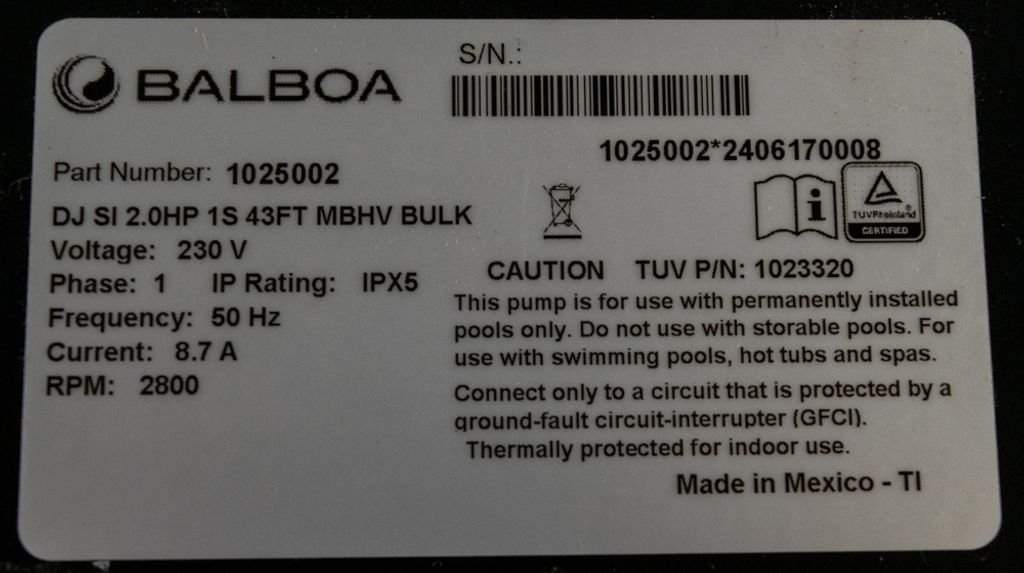 BALBOA
S/N.:
1025002*2406170008
Part Number: 1025002
DJ SI 2.0HP 1S 43FT MBHV BULK
Voltage: 230 V
Phase: 1 IP Rating: IPX5
Frequency: 50 Hz
Current: 8.7 A
RPM: 2800
i
TUVRheinland®
CERTIFIED
CAUTION TUV P/N: 1023320
This pump is for use with permanently installed
pools only. Do not use with storable pools. For
use with swimming pools, hot tubs and spas.
Connect only to a circuit that is protected by a
ground-fault circuit-interrupter (GFCI).
Thermally protected for indoor use.
Made in Mexico - TI